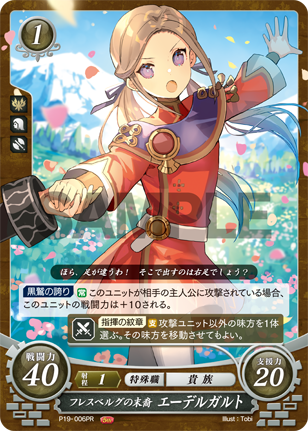 1
SAMPLE
ほら、足が違うわ! そこで出すのは右足でしょう?
黒鷲の誇り 常 このユニットが相手の主人公に攻撃されている場合、
このユニットの戦闘力は+10される。
指揮の紋章 支 攻撃ユニット以外の味方を1体
選ぶ。その味方を移動させてもよい。
戦闘力
40
射程 1 特殊職 貴族
フレスベルグの末裔 エーデルガルト
支援力
20
P19-006PR
Illust:Tobi